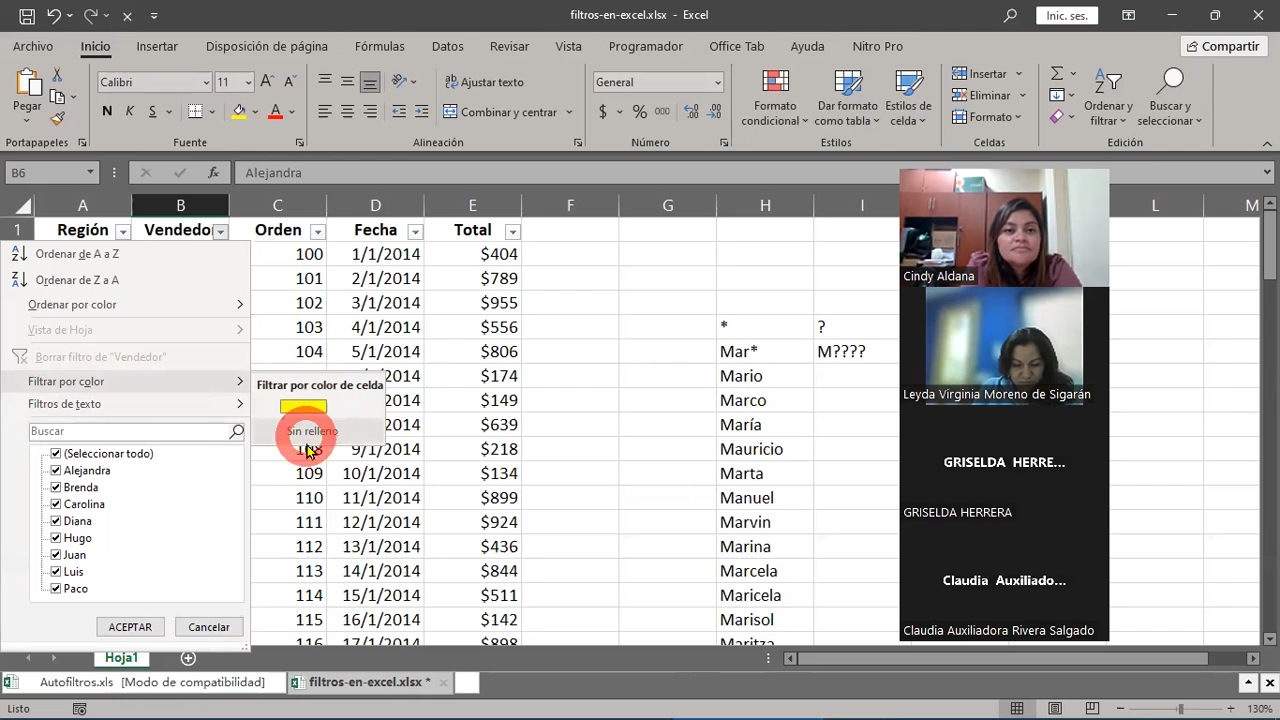 filtros-en-excel.xlsx - Excel
Inic. ses.
Archivo Inicio Insertar Disposición de página Fórmulas Datos Revisar Vista Programador Office Tab Ayuda Nitro Pro Compartir
Pegar
Calibri 11
N K S
Ajustar texto
Combinar y centrar
General
$ % 000
Formato condicional
Dar formato como tabla
Estilos de celda
Insertar
Eliminar
Formato
Ordenar y filtrar
Buscar y seleccionar
Portapapeles Fuente Alineación Número Estilos Celdas Edición
B6 fx Alejandra
A B C D E F G H I L M
1 Región Vendedor Orden Fecha Total
100 1/1/2014 $404
101 2/1/2014 $789
102 3/1/2014 $955
103 4/1/2014 $556 * ?
104 5/1/2014 $806 Mar* M????
$174 Mario
$149 Marco
$639 María
9/1/2014 $218 Mauricio
109 10/1/2014 $134 Marta
110 11/1/2014 $899 Manuel
111 12/1/2014 $924 Marvin
112 13/1/2014 $436 Marina
113 14/1/2014 $844 Marcela
114 15/1/2014 $511 Maricela
115 16/1/2014 $620 Marisol
116 17/1/2014 $898 Maritza
Ordenar de A a Z
Ordenar de Z a A
Ordenar por color
Vista de Hoja
Borrar filtro de "Vendedor"
Filtrar por color
Filtros de texto
Buscar
(Seleccionar todo)
Alejandra
Brenda
Carolina
Diana
Hugo
Juan
Luis
Paco
ACEPTAR Cancelar
Filtrar por color de celda
Sin relleno
Cindy Aldana
Leyda Virginia Moreno de Sigarán
GRISELDA HERRE...
GRISELDA HERRERA
Claudia Auxiliado...
Claudia Auxiliadora Rivera Salgado
Hoja1
Autofiltros.xls [Modo de compatibilidad] filtros-en-excel.xlsx *
Listo 130%